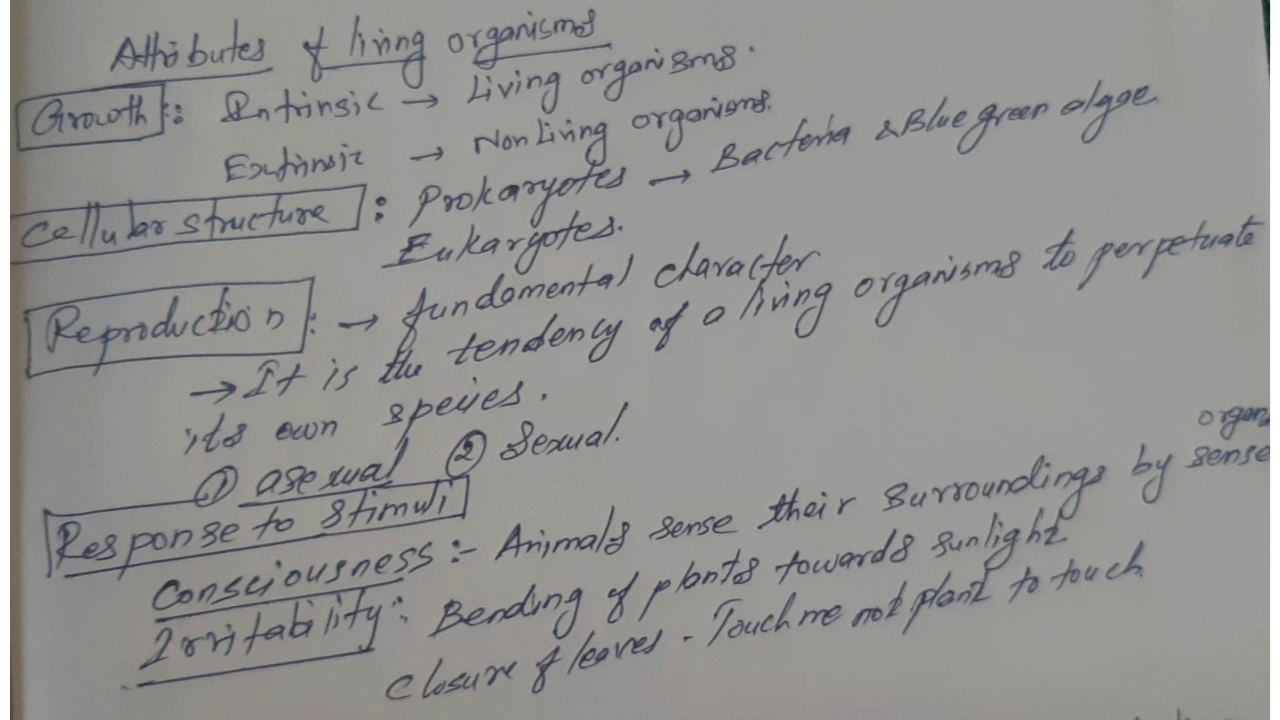 Attributes of living organisms
Growth :: Intrinsic → Living organisms.
Extrinsic → Non Living organisms.
Cellular structure : Prokaryotes → Bacteria & Blue green algae.
Eukaryotes.
Reproduction : → fundamental character
→ It is the tendency of a living organisms to perpetuate
its own species.
① asexual ② Sexual.
Response to stimuli
Consciousness :- Animals sense their surroundings by sense organ
Irritability :- Bending of plants towards sunlight
Closure of leaves - Touch me not plant to touch